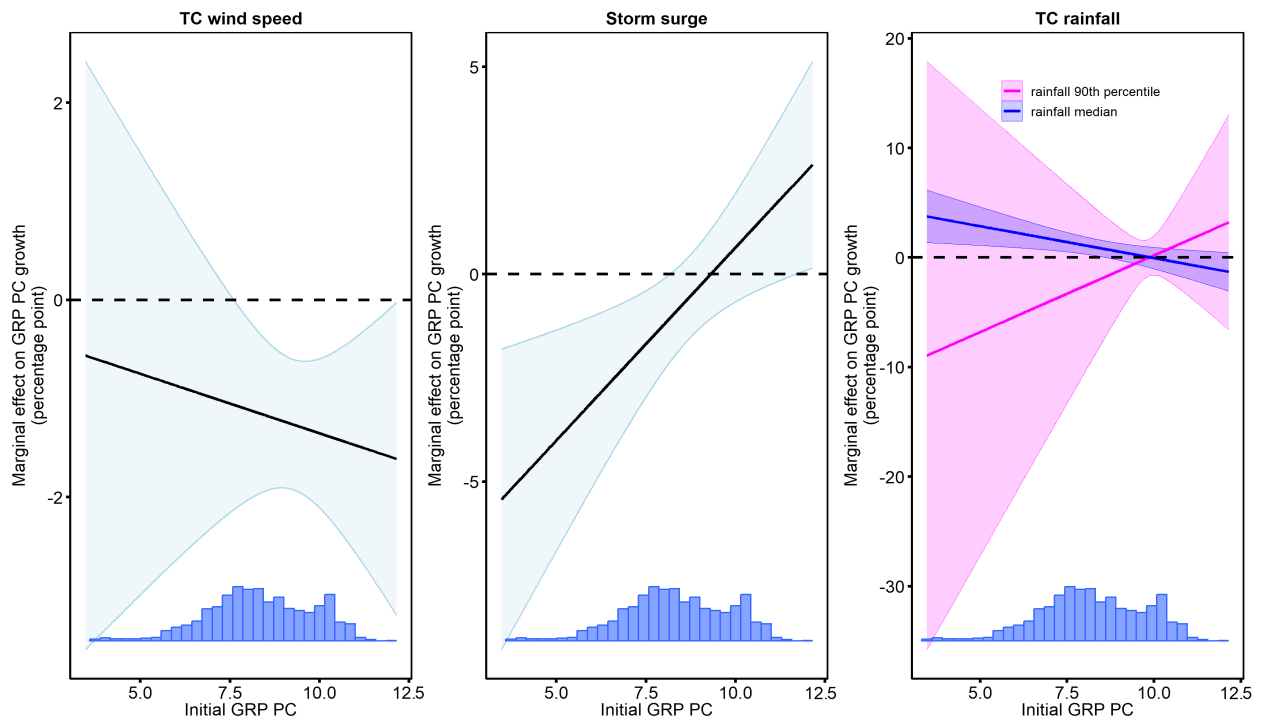 TC wind speed
Marginal effect on GRP PC growth
(percentage point)
2
0
-2
5.0 7.5 10.0 12.5
Initial GRP PC
Storm surge
Marginal effect on GRP PC growth
(percentage point)
5
0
-5
5.0 7.5 10.0 12.5
Initial GRP PC
TC rainfall
Marginal effect on GRP PC growth
(percentage point)
20
10
0
-10
-20
-30
rainfall 90th percentile
rainfall median
5.0 7.5 10.0 12.5
Initial GRP PC